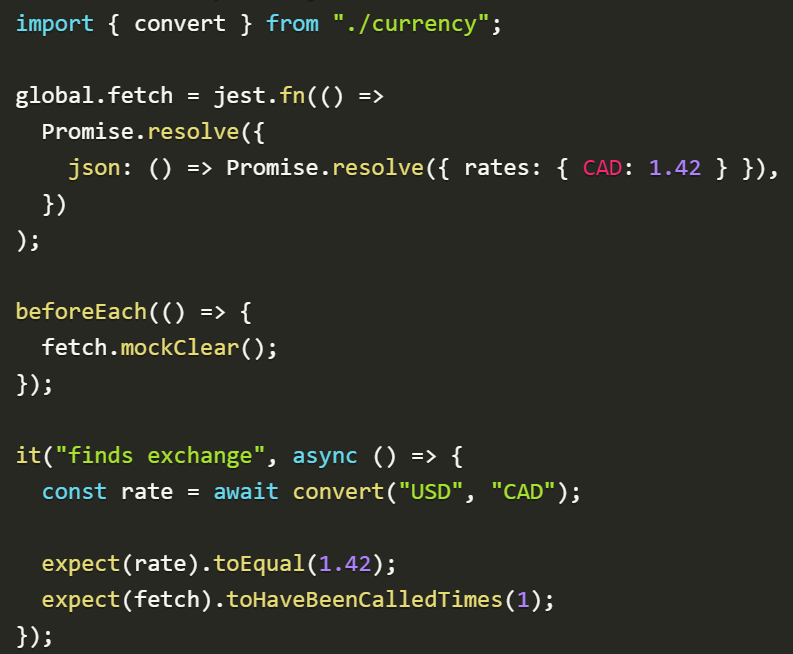 import { convert } from "./currency";

global.fetch = jest.fn(() =>
  Promise.resolve({
    json: () => Promise.resolve({ rates: { CAD: 1.42 } }),
  })
);

beforeEach(() => {
  fetch.mockClear();
});

it("finds exchange", async () => {
  const rate = await convert("USD", "CAD");

  expect(rate).toEqual(1.42);
  expect(fetch).toHaveBeenCalledTimes(1);
});